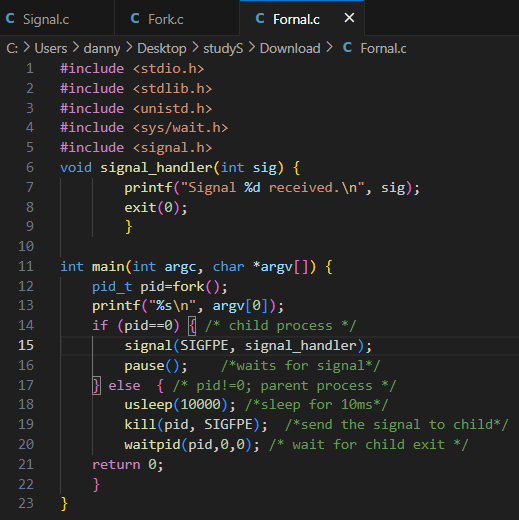 C Signal.c C Fork.c C Fornal.c ✕
C: > Users > danny > Desktop > studyS > Download > C Fornal.c
1 #include <stdio.h>
2 #include <stdlib.h>
3 #include <unistd.h>
4 #include <sys/wait.h>
5 #include <signal.h>
6 void signal_handler(int sig) {
7 printf("Signal %d received.\n", sig);
8 exit(0);
9 }
10
11 int main(int argc, char *argv[]) {
12 pid_t pid=fork();
13 printf("%s\n", argv[0]);
14 if (pid==0) { /* child process */
15 signal(SIGFPE, signal_handler);
16 pause(); /*waits for signal*/
17 } else { /* pid!=0; parent process */
18 usleep(10000); /*sleep for 10ms*/
19 kill(pid, SIGFPE); /*send the signal to child*/
20 waitpid(pid,0,0); /* wait for child exit */
21 return 0;
22 }
23 }